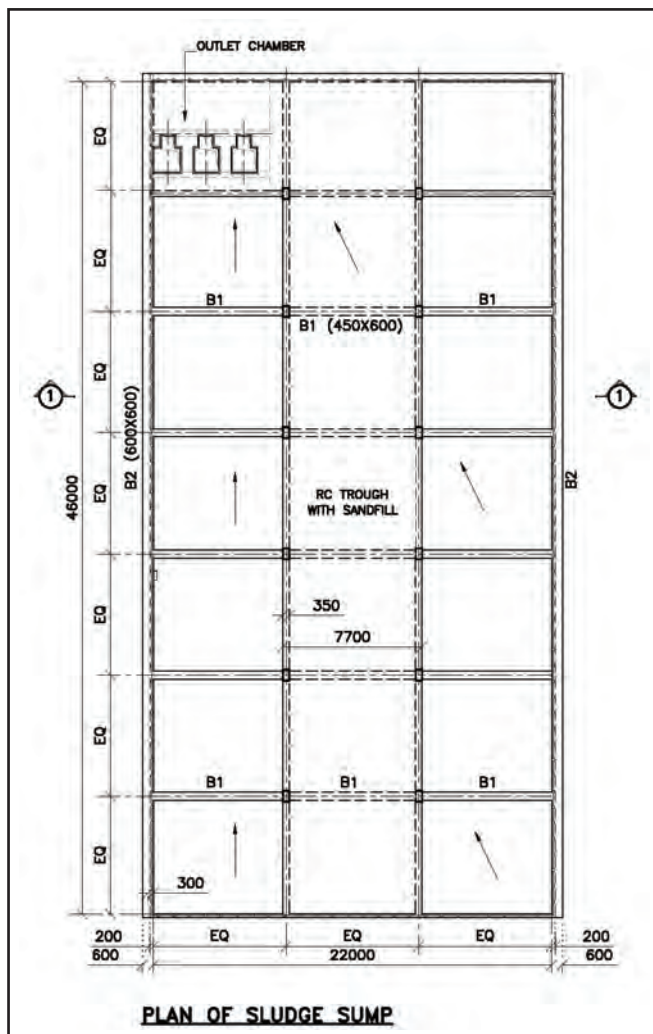 OUTLET CHAMBER
EQ
EQ
B1
B1
B1 (450X600)
EQ
1
1
B2 (600X600)
46000
EQ
RC TROUGH
WITH SANDFILL
B2
EQ
350
7700
EQ
B1
B1
B1
EQ
300
200
EQ
EQ
EQ
200
600
22000
600
PLAN OF SLUDGE SUMP